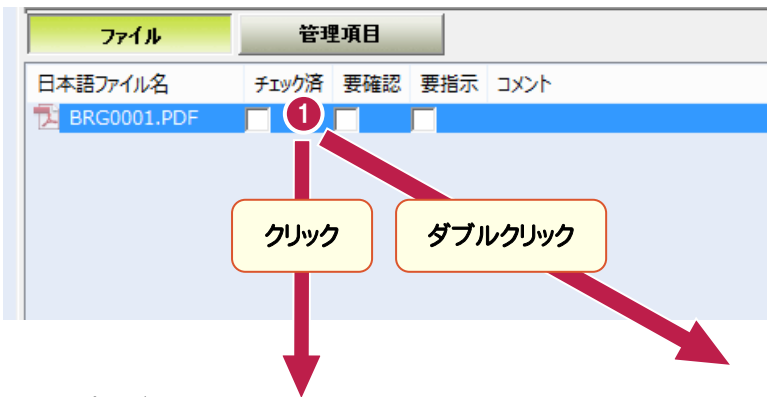 ファイル 管理項目
日本語ファイル名 チェック済 要確認 要指示 コメント
BRG0001.PDF 1
クリック ダブルクリック